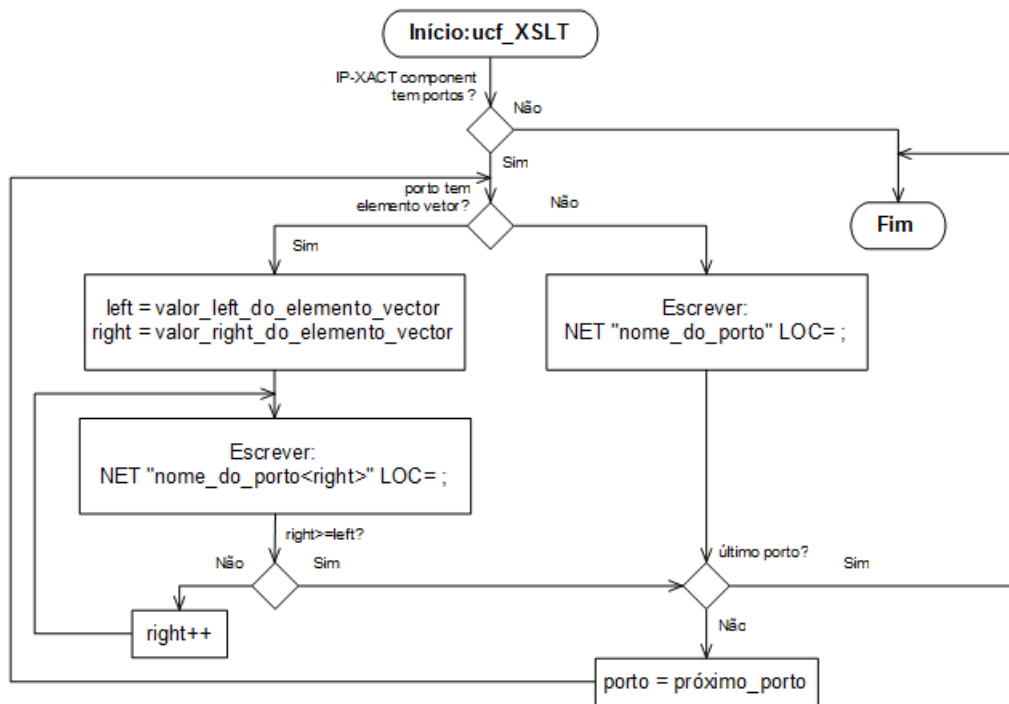 Início:ucf_XSLT
IP-XACT component
tem portos ?
Não
Sim
porto tem
elemento vetor?
Não
Fim
Sim
left = valor_left_do_elemento_vector
right = valor_right_do_elemento_vector
Escrever:
NET "nome_do_porto" LOC= ;
Escrever:
NET "nome_do_porto<right>" LOC= ;
right>=left?
último porto?
Não
Sim
Sim
right++
Não
porto = próximo_porto